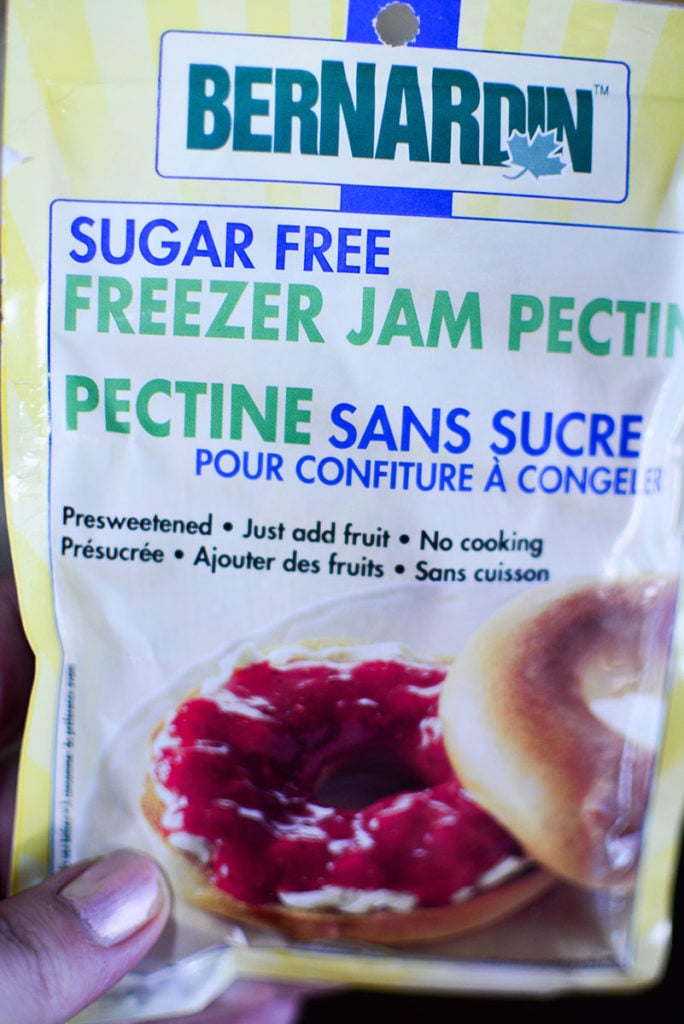 BERNARDIN™
SUGAR FREE
FREEZER JAM PECTIN
PECTINE SANS SUCRE
POUR CONFITURE À CONGELER
Presweetened • Just add fruit • No cooking
Présucrée • Ajouter des fruits • Sans cuisson